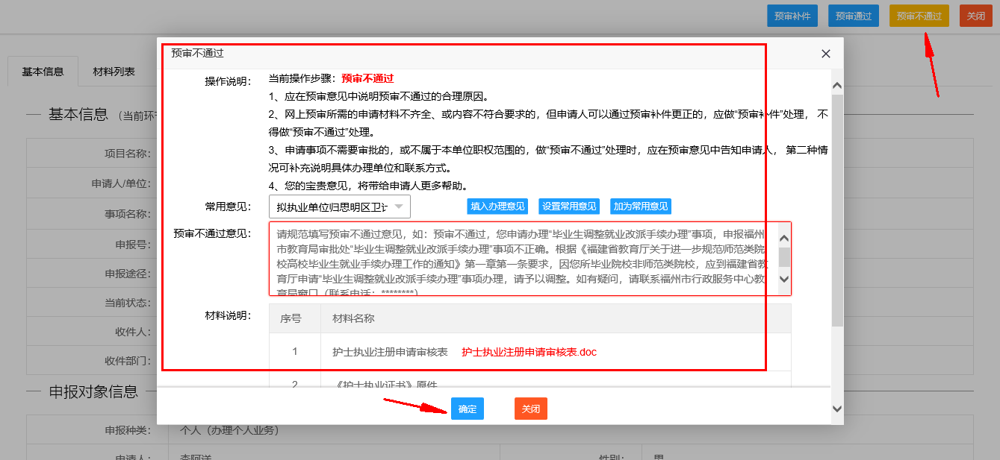 预审补件 预审通过 预审不通过 关闭
预审不通过
基本信息 材料列表
操作说明： 当前操作步骤：预审不通过
1、应在预审意见中说明预审不通过的合理原因。
基本信息 （当前环节
2、网上预审所需的申请材料不齐全、或内容不符合要求的，但申请人可以通过预审补件更正的，应做“预审补件”处理， 不
得做“预审不通过”处理。
3、申请事项不需要审批的，或不属于本单位职权范围的，做“预审不通过”处理时，应在预审意见中告知申请人， 第二种情
况可补充说明具体办理单位和联系方式。
4、您的宝贵意见，将带给申请人更多帮助。
项目名称：
申请人/单位：
事项名称：
申报号：
申报途径：
当前状态：
收件人：
收件部门：
常用意见： 拟执业单位归思明区卫计 填入办理意见 设置常用意见 加为常用意见
预审不通过意见： 请规范填写预审不通过意见，如：预审不通过，您申请办理“毕业生调整就业改派手续办理”事项，申报福州
市教育局审批处“毕业生调整就业改派手续办理”事项不正确。根据《福建省教育厅关于进一步规范师范类院
校高校毕业生就业手续办理工作的通知》第一章第一条要求，因您所毕业院校非师范类院校，应到福建省教
育厅申请“毕业生调整就业改派手续办理”事项办理，请予以调整。如有疑问，请联系福州市行政服务中心教
育局窗口（联系电话：********）
材料说明： 序号 材料名称
1 护士执业注册申请审核表 护士执业注册申请审核表.doc
2 《护士执业证书》原件
确定 关闭
申报对象信息
申报种类： 个人（办理个人业务）
申请人： 李阿洋 性别： 男